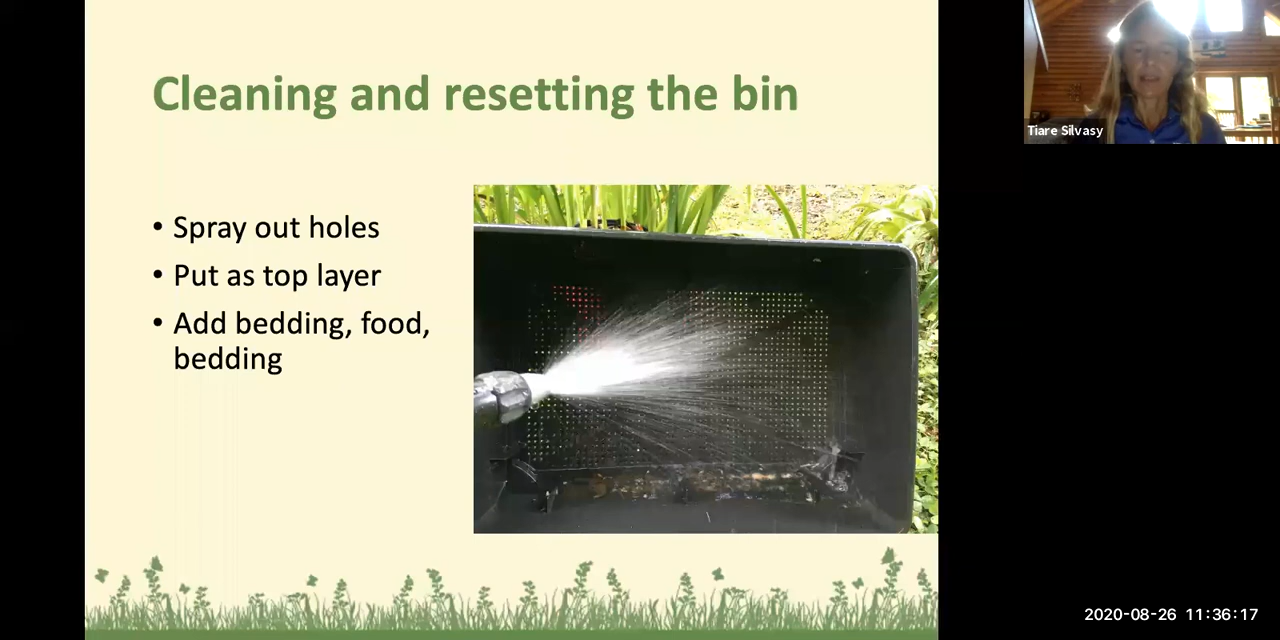 Cleaning and resetting the bin
• Spray out holes
• Put as top layer
• Add bedding, food,
bedding
Tiare Silvasy
2020-08-26 11:36:17